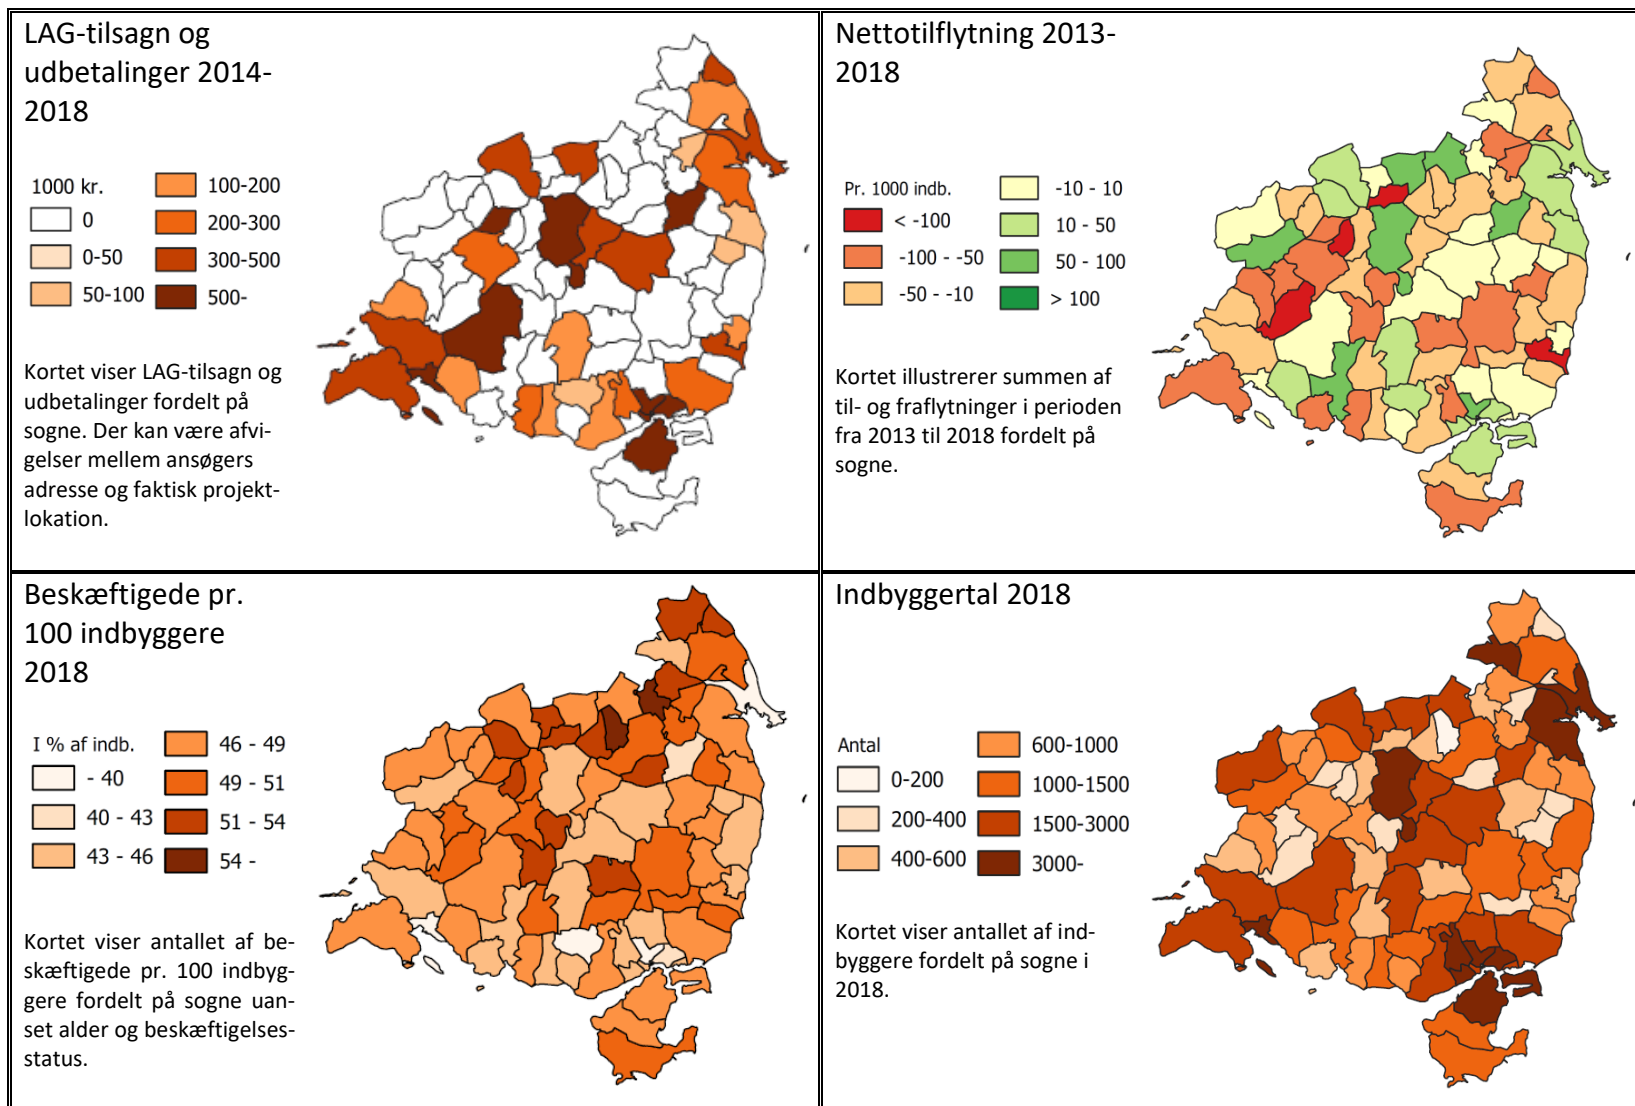 LAG-tilsagn og
udbetalinger 2014-
2018
1000 kr.
0
0-50
50-100
100-200
200-300
300-500
500-
Kortet viser LAG-tilsagn og
udbetalinger fordelt på
sogne. Der kan være afvi-
gelser mellem ansøgers
adresse og faktisk projekt-
lokation.
Nettotilflytning 2013-
2018
Pr. 1000 indb.
< -100
-100 - -50
-50 - -10
-10 - 10
10 - 50
50 - 100
> 100
Kortet illustrerer summen af
til- og fraflytninger i perioden
fra 2013 til 2018 fordelt på
sogne.
Beskæftigede pr.
100 indbyggere
2018
I % af indb.
- 40
40 - 43
43 - 46
46 - 49
49 - 51
51 - 54
54 -
Kortet viser antallet af be-
skæftigede pr. 100 indbyg-
gere fordelt på sogne uan-
set alder og beskæftigelses-
status.
Indbyggertal 2018
Antal
0-200
200-400
400-600
600-1000
1000-1500
1500-3000
3000-
Kortet viser antallet af ind-
byggere fordelt på sogne i
2018.